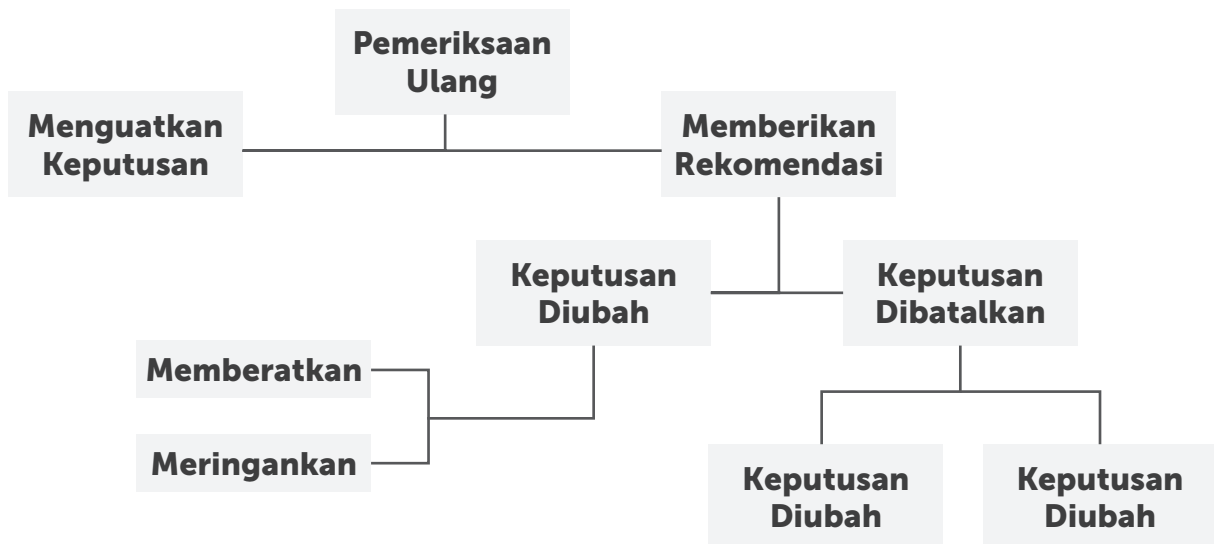 Pemeriksaan
Ulang
Menguatkan
Keputusan
Memberikan
Rekomendasi
Keputusan
Diubah
Keputusan
Dibatalkan
Memberatkan
Meringankan
Keputusan
Diubah
Keputusan
Diubah